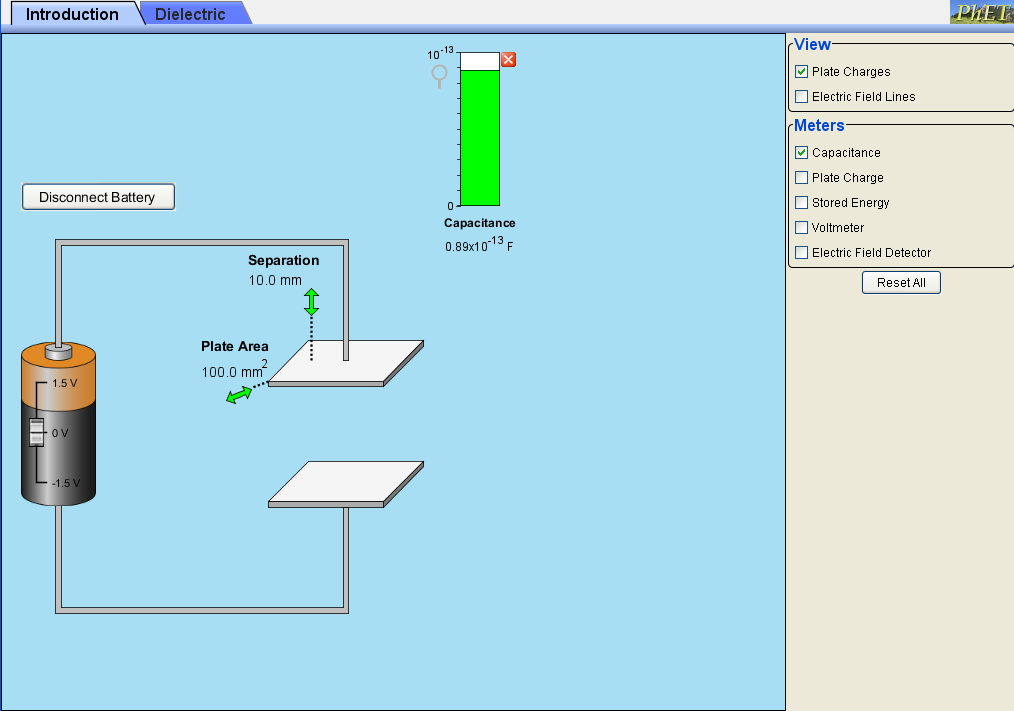 Introduction
Dielectric
PhET
10-13
0
Capacitance
0.89x10-13 F
Disconnect Battery
Separation
10.0 mm
Plate Area
100.0 mm2
1.5 V
0 V
-1.5 V
View
Plate Charges
Electric Field Lines
Meters
Capacitance
Plate Charge
Stored Energy
Voltmeter
Electric Field Detector
Reset All